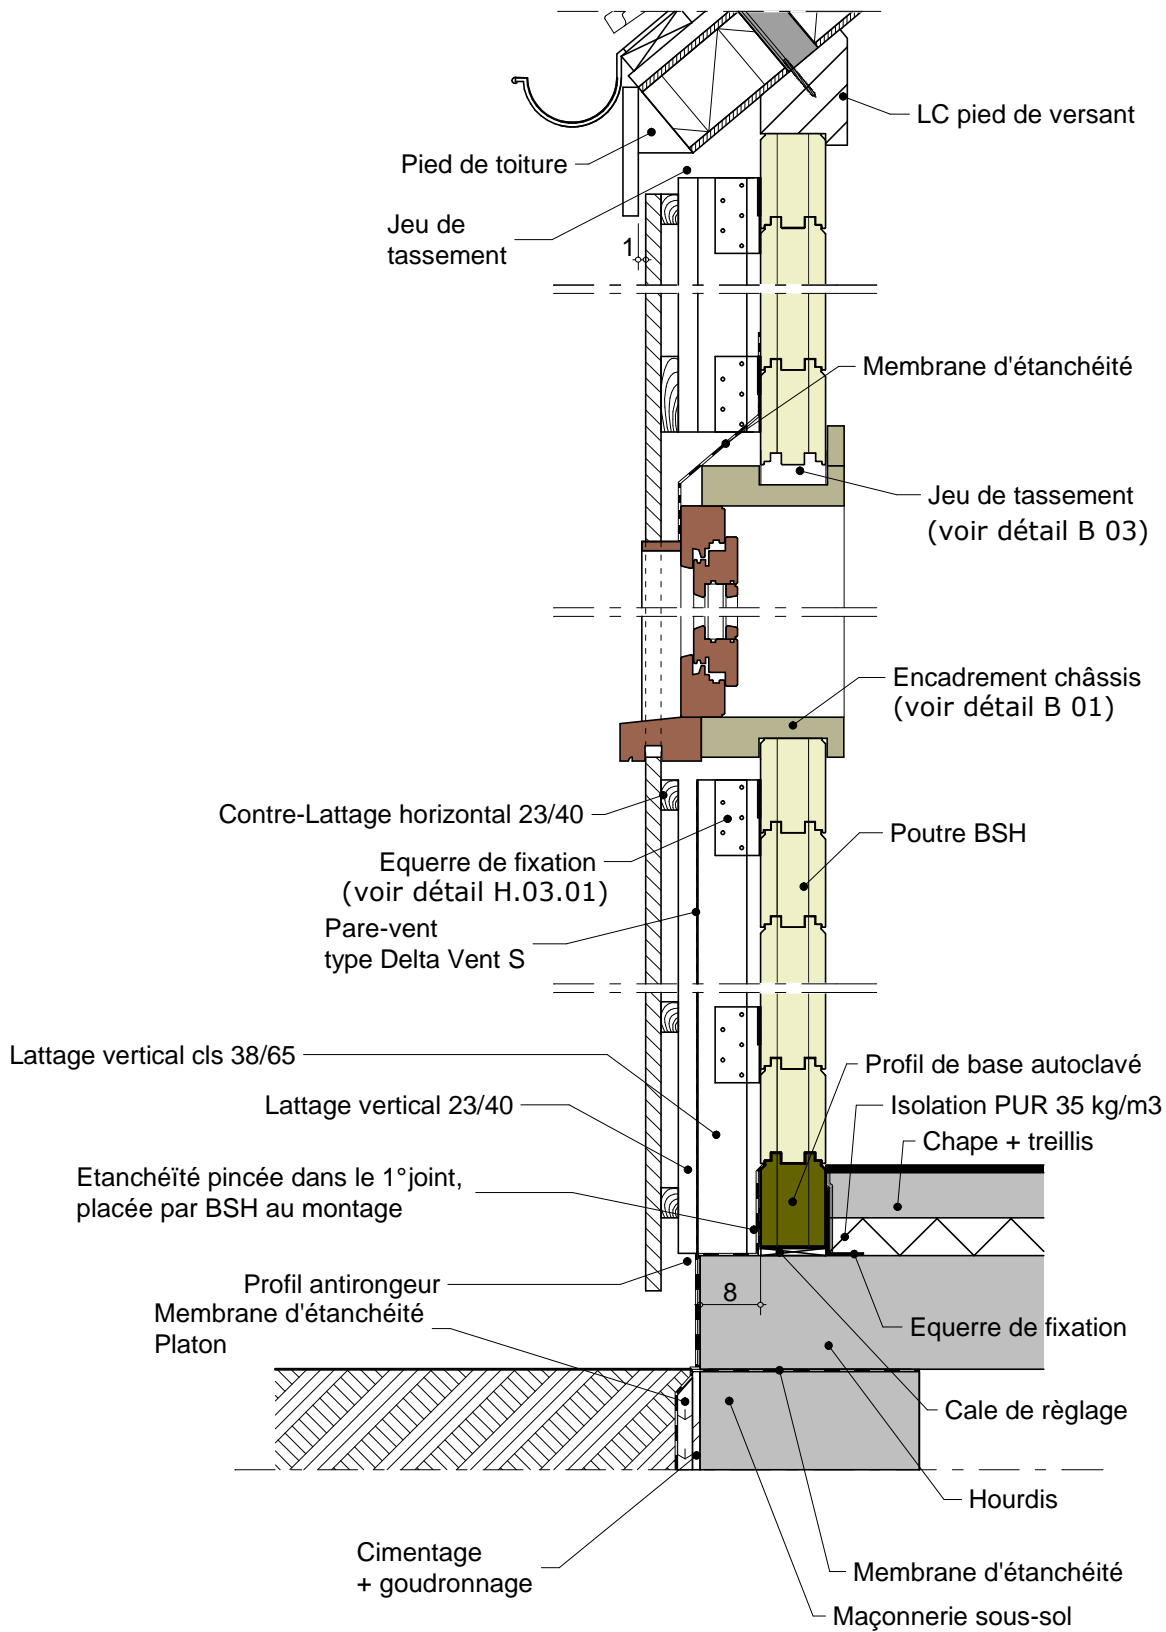 LC pied de versant
Pied de toiture
Jeu de
tassement
1
Membrane d'étanchéité
Jeu de tassement
(voir détail B 03)
Encadrement châssis
(voir détail B 01)
Contre-Lattage horizontal 23/40
Poutre BSH
Equerre de fixation
(voir détail H.03.01)
Pare-vent
type Delta Vent S
Lattage vertical cls 38/65
Profil de base autoclavé
Lattage vertical 23/40
Isolation PUR 35 kg/m3
Chape + treillis
Etanchéïté pincée dans le 1°joint,
placée par BSH au montage
Profil antirongeur
8
Membrane d'étanchéité
Platon
Equerre de fixation
Cale de règlage
Hourdis
Cimentage
+ goudronnage
Membrane d'étanchéité
Maçonnerie sous-sol